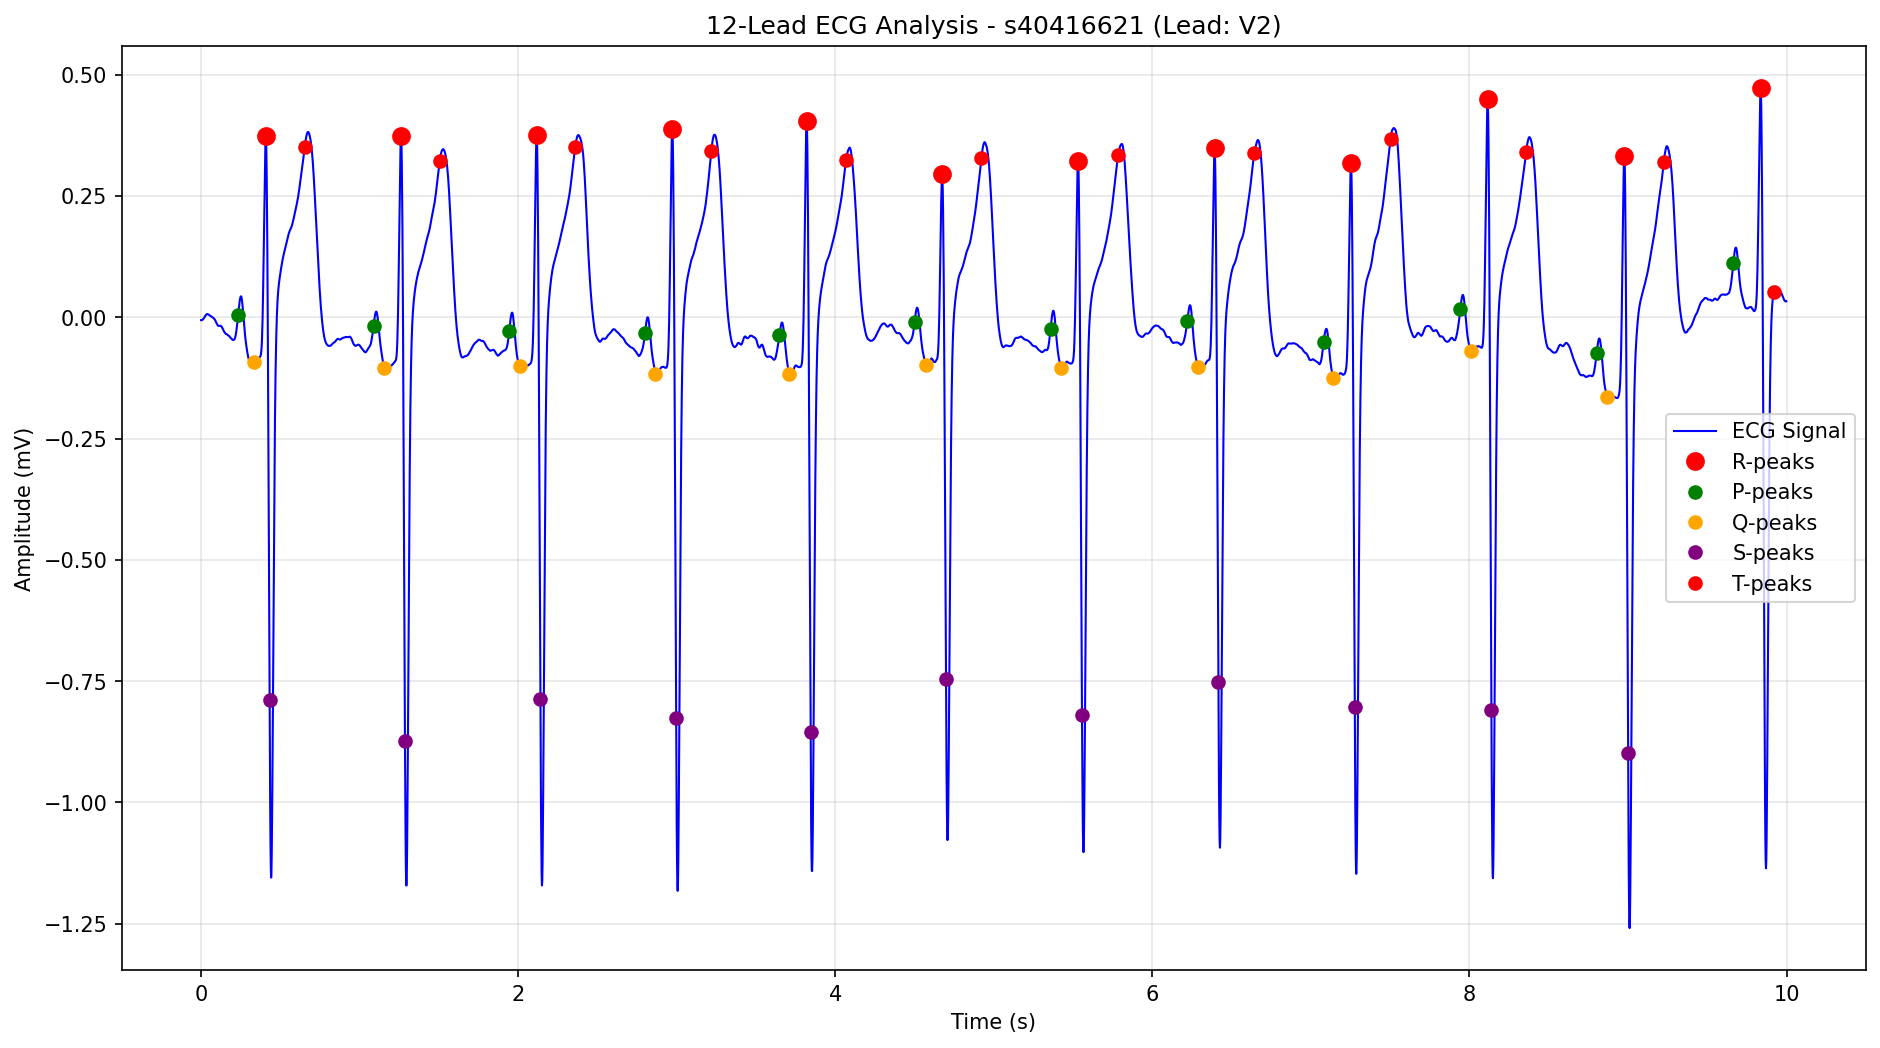 12-Lead ECG Analysis - s40416621 (Lead: V2)
Amplitude (mV)
0.50
0.25
0.00
−0.25
−0.50
−0.75
−1.00
−1.25
ECG Signal
R-peaks
P-peaks
Q-peaks
S-peaks
T-peaks
0 2 4 6 8 10
Time (s)